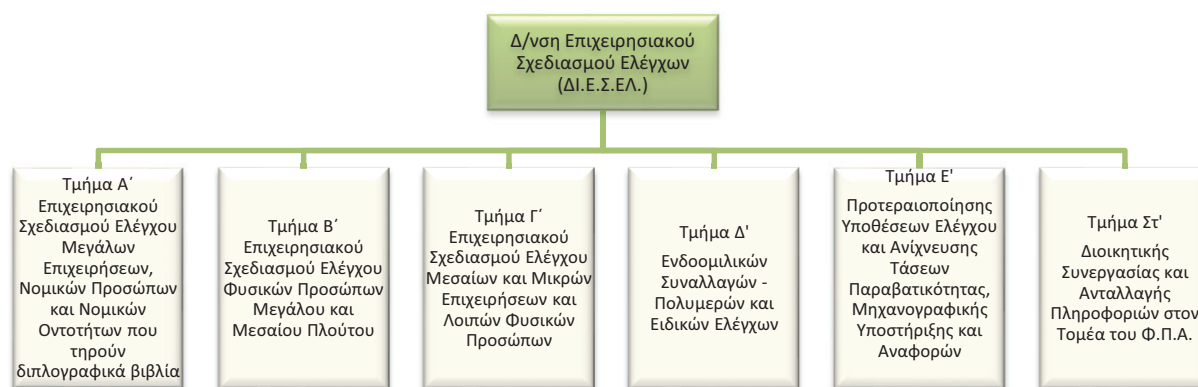 Δ/νση Επιχειρησιακού
Σχεδιασμού Ελέγχων
(ΔΙ.Ε.Σ.ΕΛ.)
Τμήμα Α΄
Επιχειρησιακού
Σχεδιασμού Ελέγχου
Μεγάλων
Επιχειρήσεων,
Νομικών Προσώπων
και Νομικών
Οντοτήτων που
τηρούν
διπλογραφικά βιβλία
Τμήμα Β΄
Επιχειρησιακού
Σχεδιασμού Ελέγχου
Φυσικών Προσώπων
Μεγάλου και
Μεσαίου Πλούτου
Τμήμα Γ΄
Επιχειρησιακού
Σχεδιασμού Ελέγχου
Μεσαίων και Μικρών
Επιχειρήσεων και
Λοιπών Φυσικών
Προσώπων
Τμήμα Δ'
Ενδοομιλικών
Συναλλαγών -
Πολυμερών και
Ειδικών Ελέγχων
Τμήμα Ε'
Προτεραιοποίησης
Υποθέσεων Ελέγχου
και Ανίχνευσης
Τάσεων
Παραβατικότητας,
Μηχανογραφικής
Υποστήριξης και
Αναφορών
Τμήμα Στ'
Διοικητικής
Συνεργασίας και
Ανταλλαγής
Πληροφοριών στον
Τομέα του Φ.Π.Α.